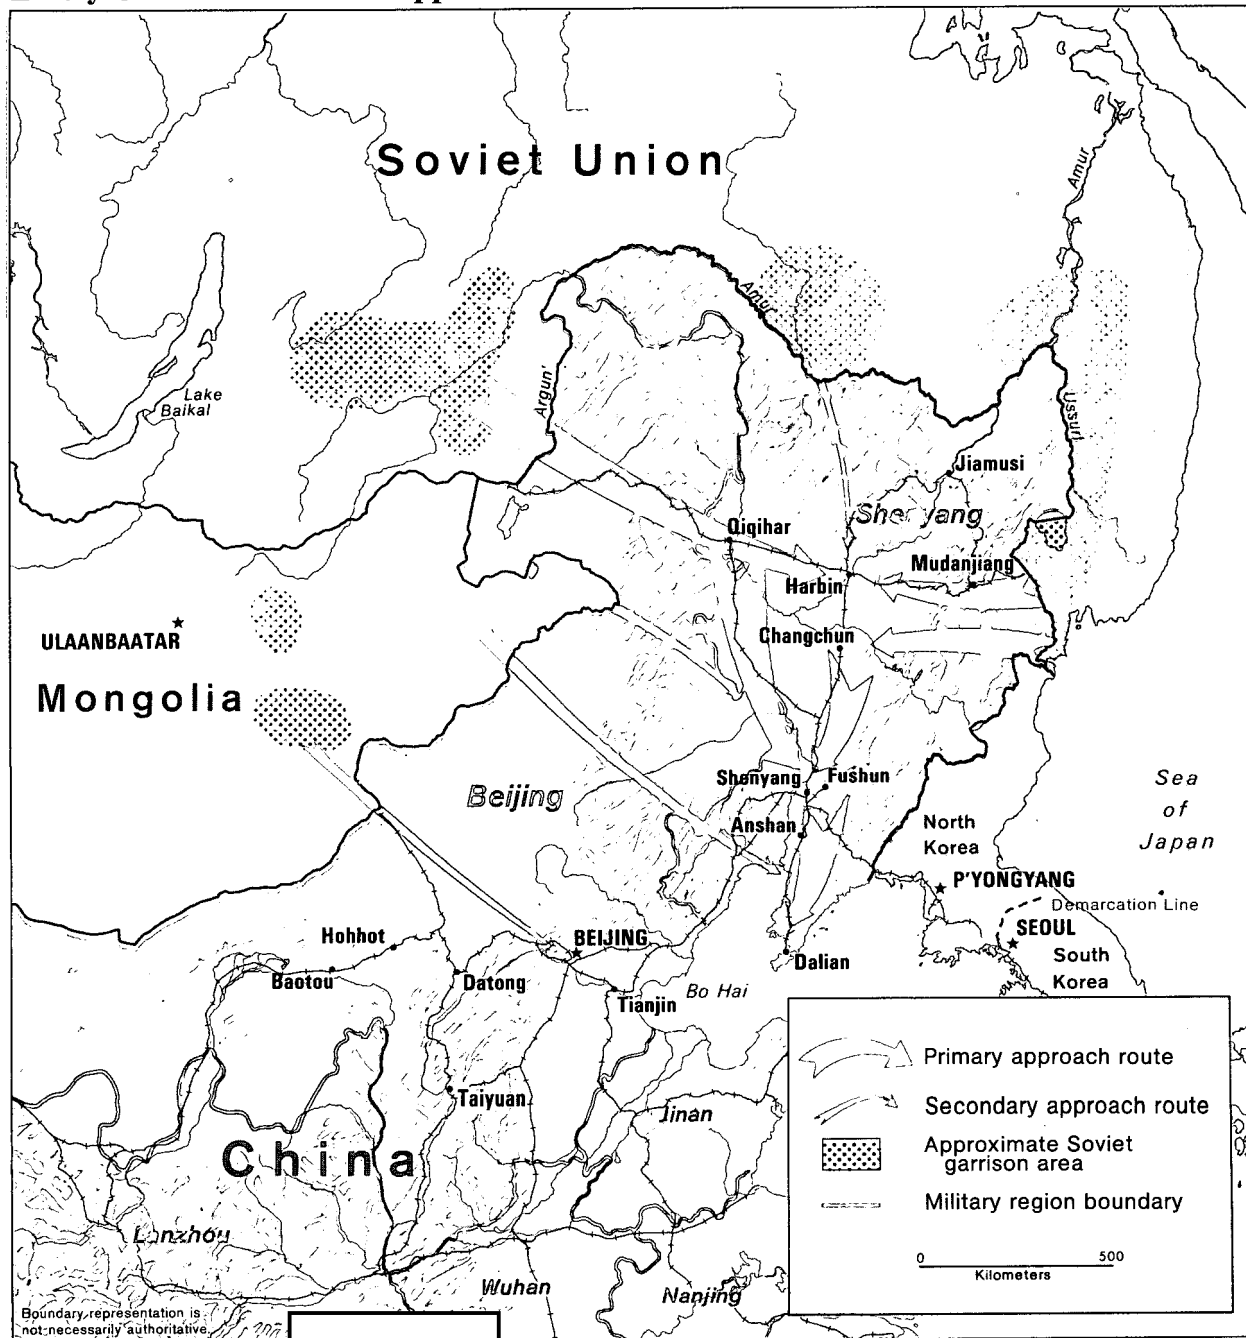 Soviet Union
Amur
Amur
Lake
Baikal
Argun'
Ussuri
Jiamusi
Shenyang
Qiqihar
Mudanjiang
Harbin
ULAANBAATAR
Changchun
Mongolia
Beijing
Shenyang
Fushun
Anshan
Sea
of
Japan
North
Korea
P'YONGYANG
Demarcation Line
SEOUL
South
Korea
Hohhot
BEIJING
Baotou
Datong
Tianjin
Bo Hai
Dalian
Taiyuan
Jinan
China
Lanzhou
Wuhan
Nanjing
Primary approach route
Secondary approach route
Approximate Soviet
garrison area
Military region boundary
0 500
Kilometers
Boundary representation is
not necessarily authoritative.